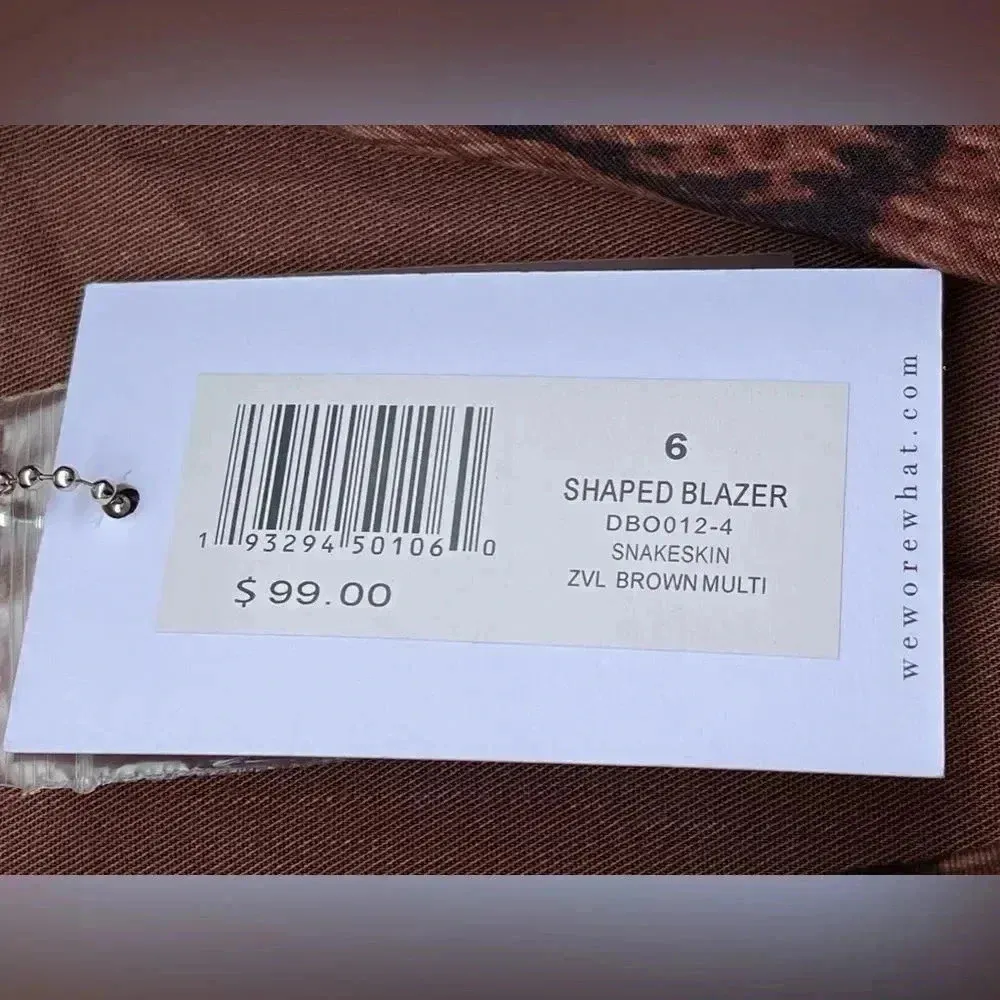 6
SHAPED BLAZER
DBO012-4
SNAKESKIN
ZVL BROWN MULTI
1 93294 50106 0
$ 99.00
weworewhat.com